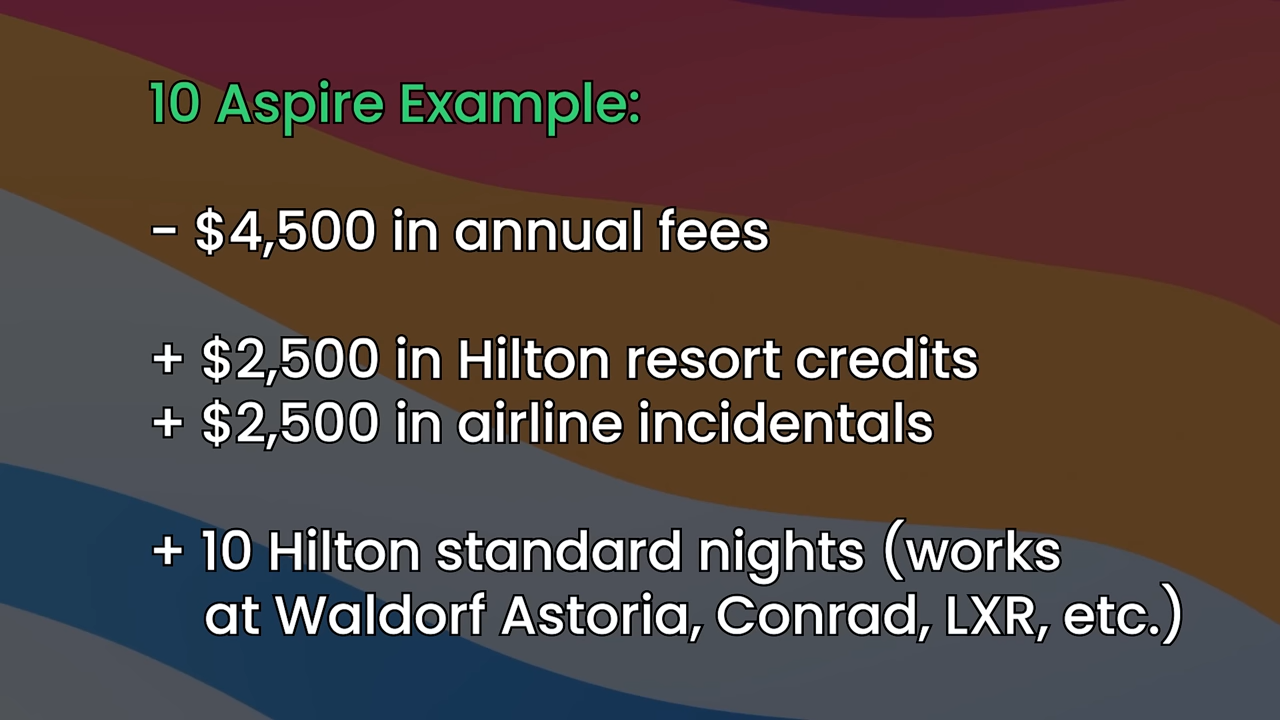 10 Aspire Example:
- $4,500 in annual fees
+ $2,500 in Hilton resort credits
+ $2,500 in airline incidentals
+ 10 Hilton standard nights (works
at Waldorf Astoria, Conrad, LXR, etc.)